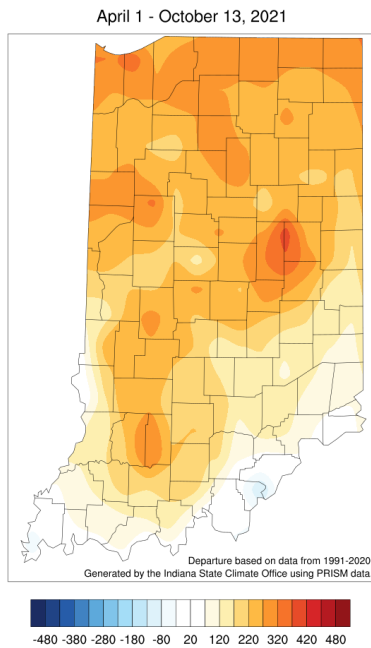 April 1 - October 13, 2021
Departure based on data from 1991-2020
Generated by the Indiana State Climate Office using PRISM data
-480 -380 -280 -180 -80 20 120 220 320 420 480